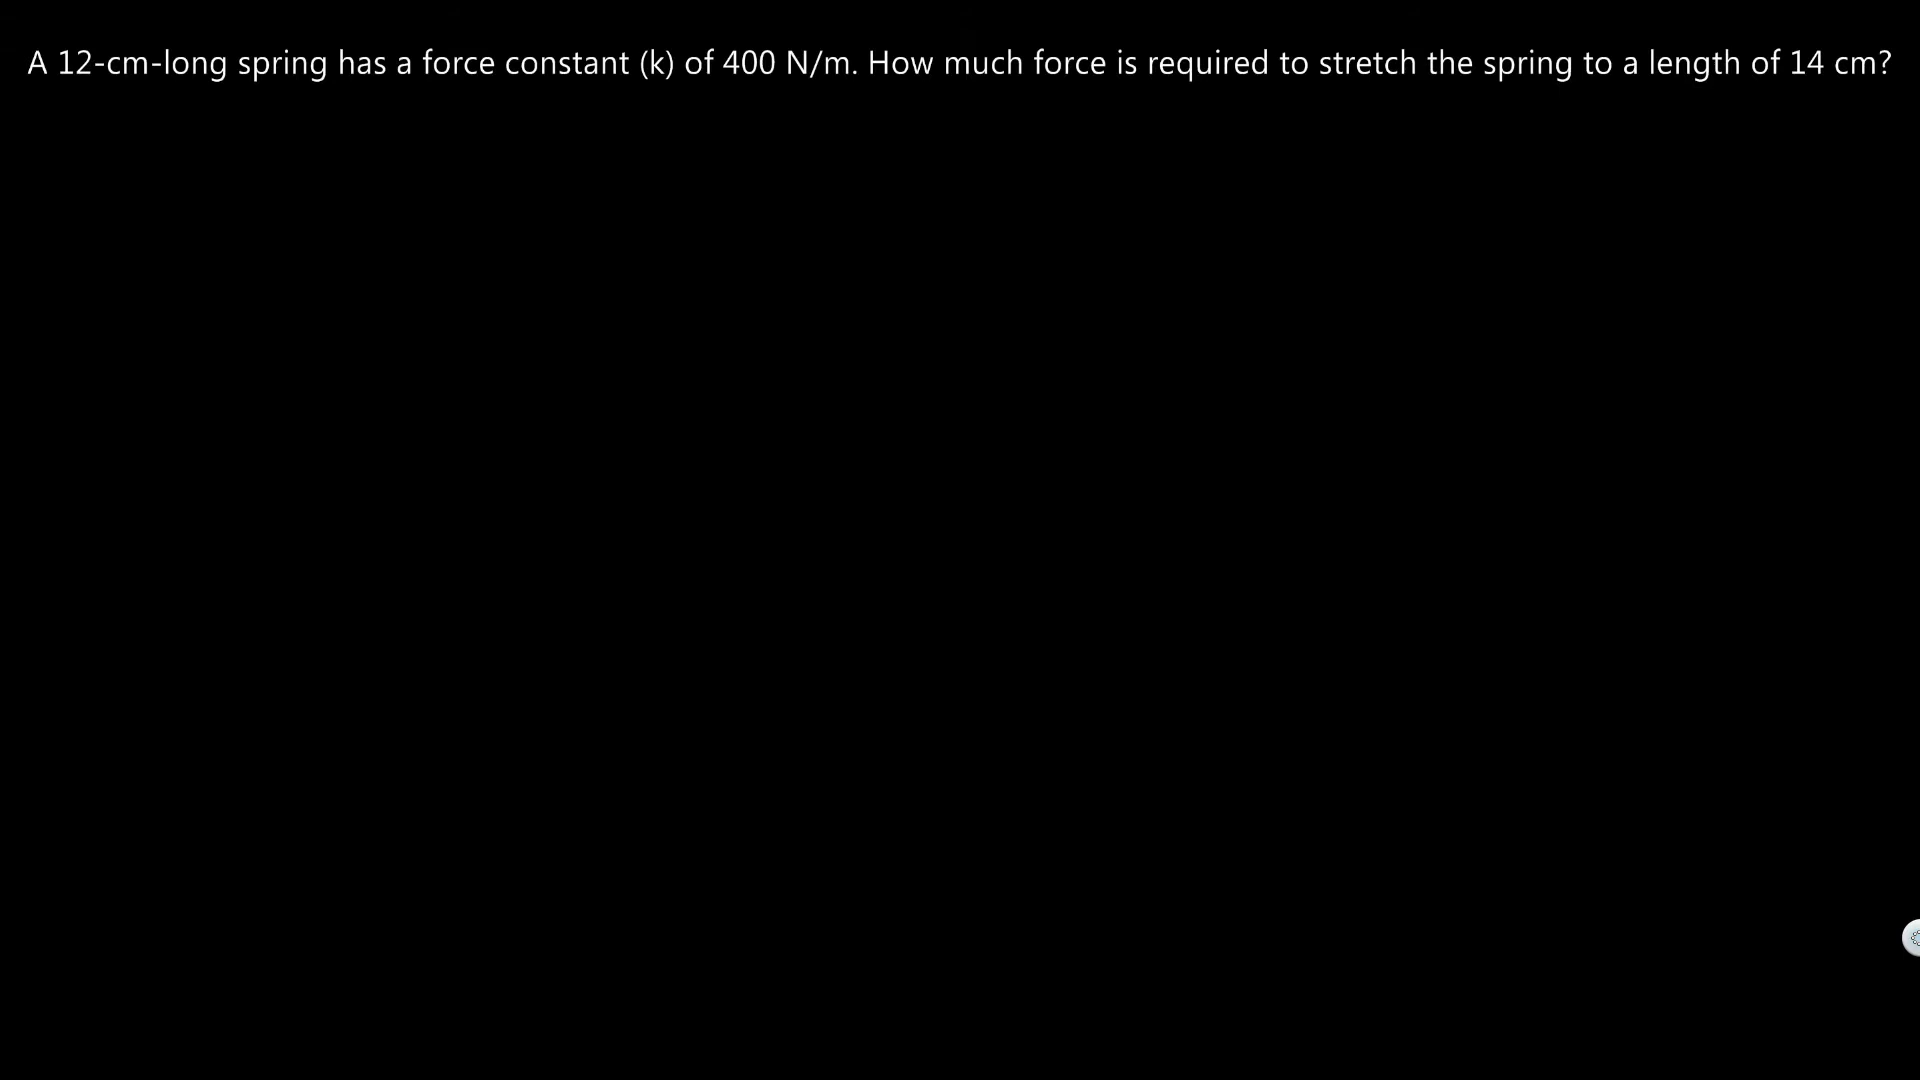 A 12-cm-long spring has a force constant (k) of 400 N/m. How much force is required to stretch the spring to a length of 14 cm?